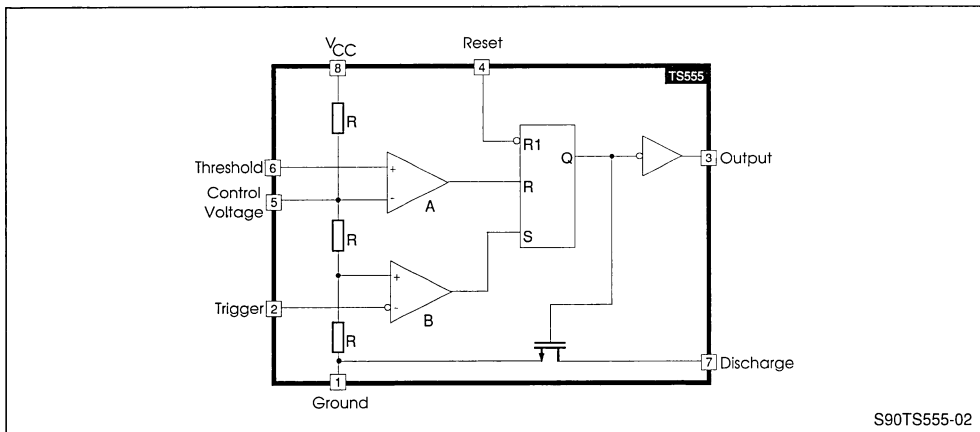 VCC
Reset
8
4
TS555
R
R1
Q
Threshold
6
+
3
Output
Control
Voltage
5
-
A
R
R
S
+
Trigger
2
-
B
R
7
Discharge
1
Ground
S90TS555-02